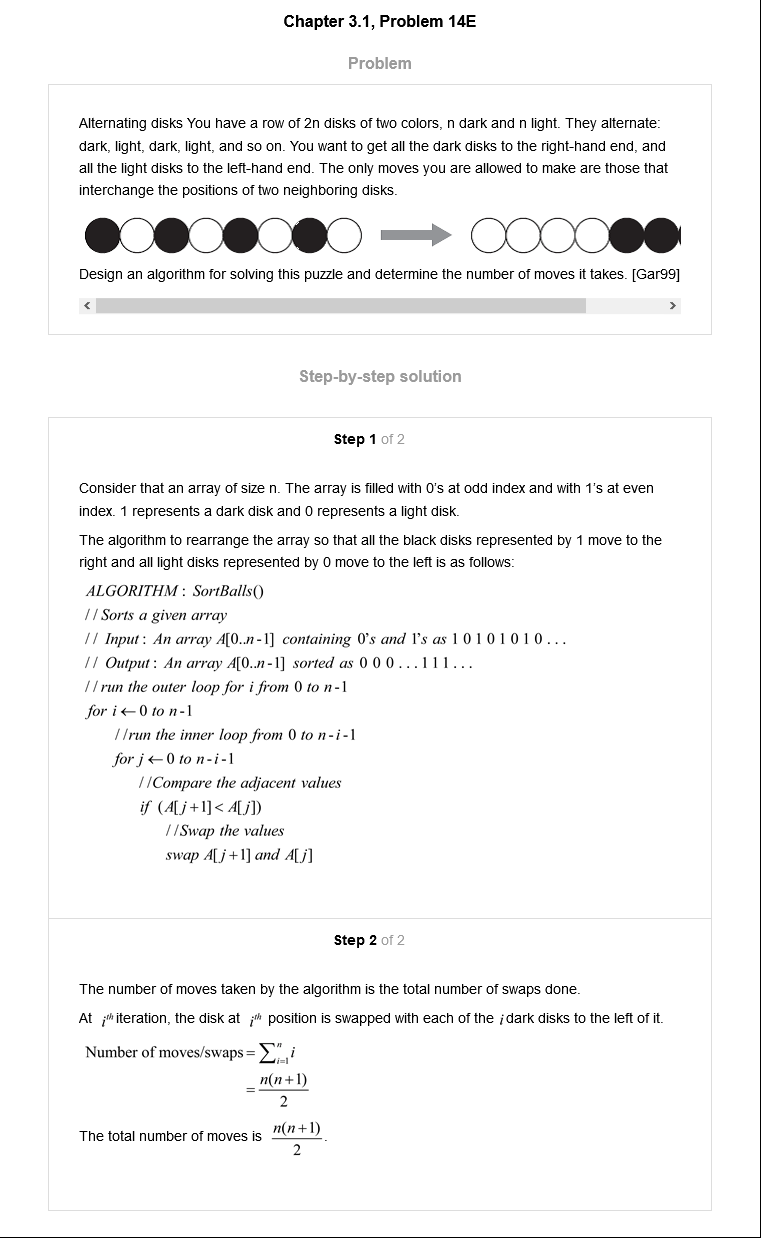 Chapter 3.1, Problem 14E
Problem
Alternating disks You have a row of 2n disks of two colors, n dark and n light. They alternate:
dark, light, dark, light, and so on. You want to get all the dark disks to the right-hand end, and
all the light disks to the left-hand end. The only moves you are allowed to make are those that
interchange the positions of two neighboring disks.
Design an algorithm for solving this puzzle and determine the number of moves it takes. [Gar99]
Step-by-step solution
Step 1 of 2
Consider that an array of size n. The array is filled with 0's at odd index and with 1's at even
index. 1 represents a dark disk and 0 represents a light disk.
The algorithm to rearrange the array so that all the black disks represented by 1 move to the
right and all light disks represented by 0 move to the left is as follows:
ALGORITHM : SortBalls()
//Sorts a given array
// Input: An array A[0..n-1] containing 0's and 1's as 1 0 1 0 1 0 1 0...
// Output: An array A[0..n-1] sorted as 0 0 0...1 1 1...
//run the outer loop for i from 0 to n-1
for i←0 to n-1
//run the inner loop from 0 to n-i-1
for j←0 to n-i-1
//Compare the adjacent values
if (A[j+1]< A[j])
//Swap the values
swap A[j+1] and A[j]
Step 2 of 2
The number of moves taken by the algorithm is the total number of swaps done.
At i^th iteration, the disk at i^th position is swapped with each of the i dark disks to the left of it.
Number of moves/swaps = ∑_{i=1}^{n} i
= n(n+1)/2
The total number of moves is n(n+1)/2.